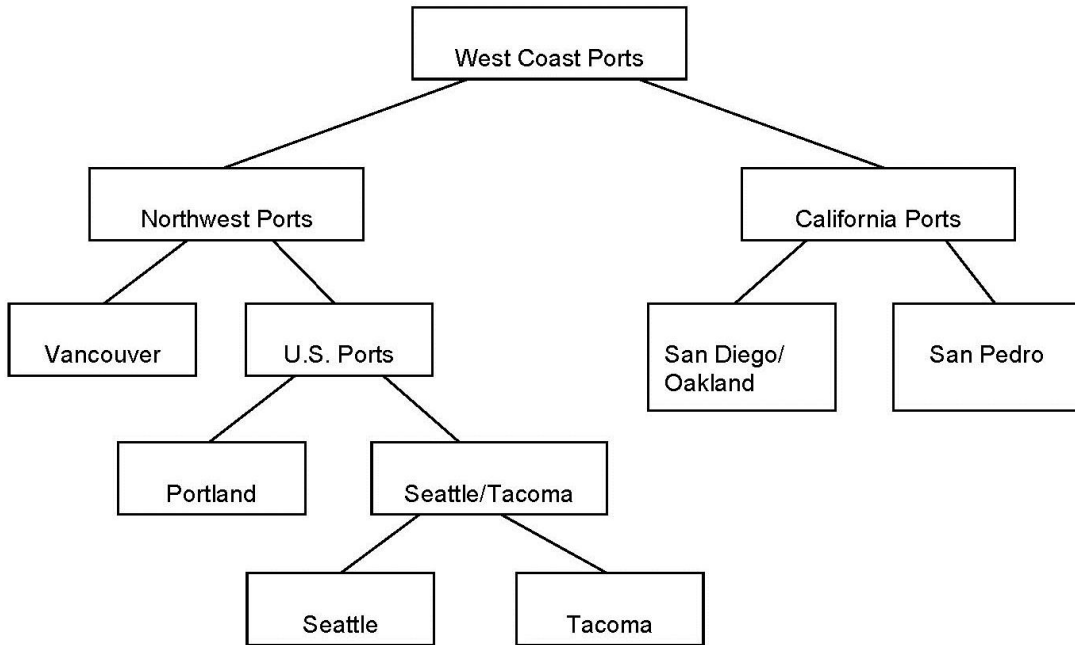 West Coast Ports
Northwest Ports
California Ports
Vancouver
U.S. Ports
San Diego/
Oakland
San Pedro
Portland
Seattle/Tacoma
Seattle
Tacoma